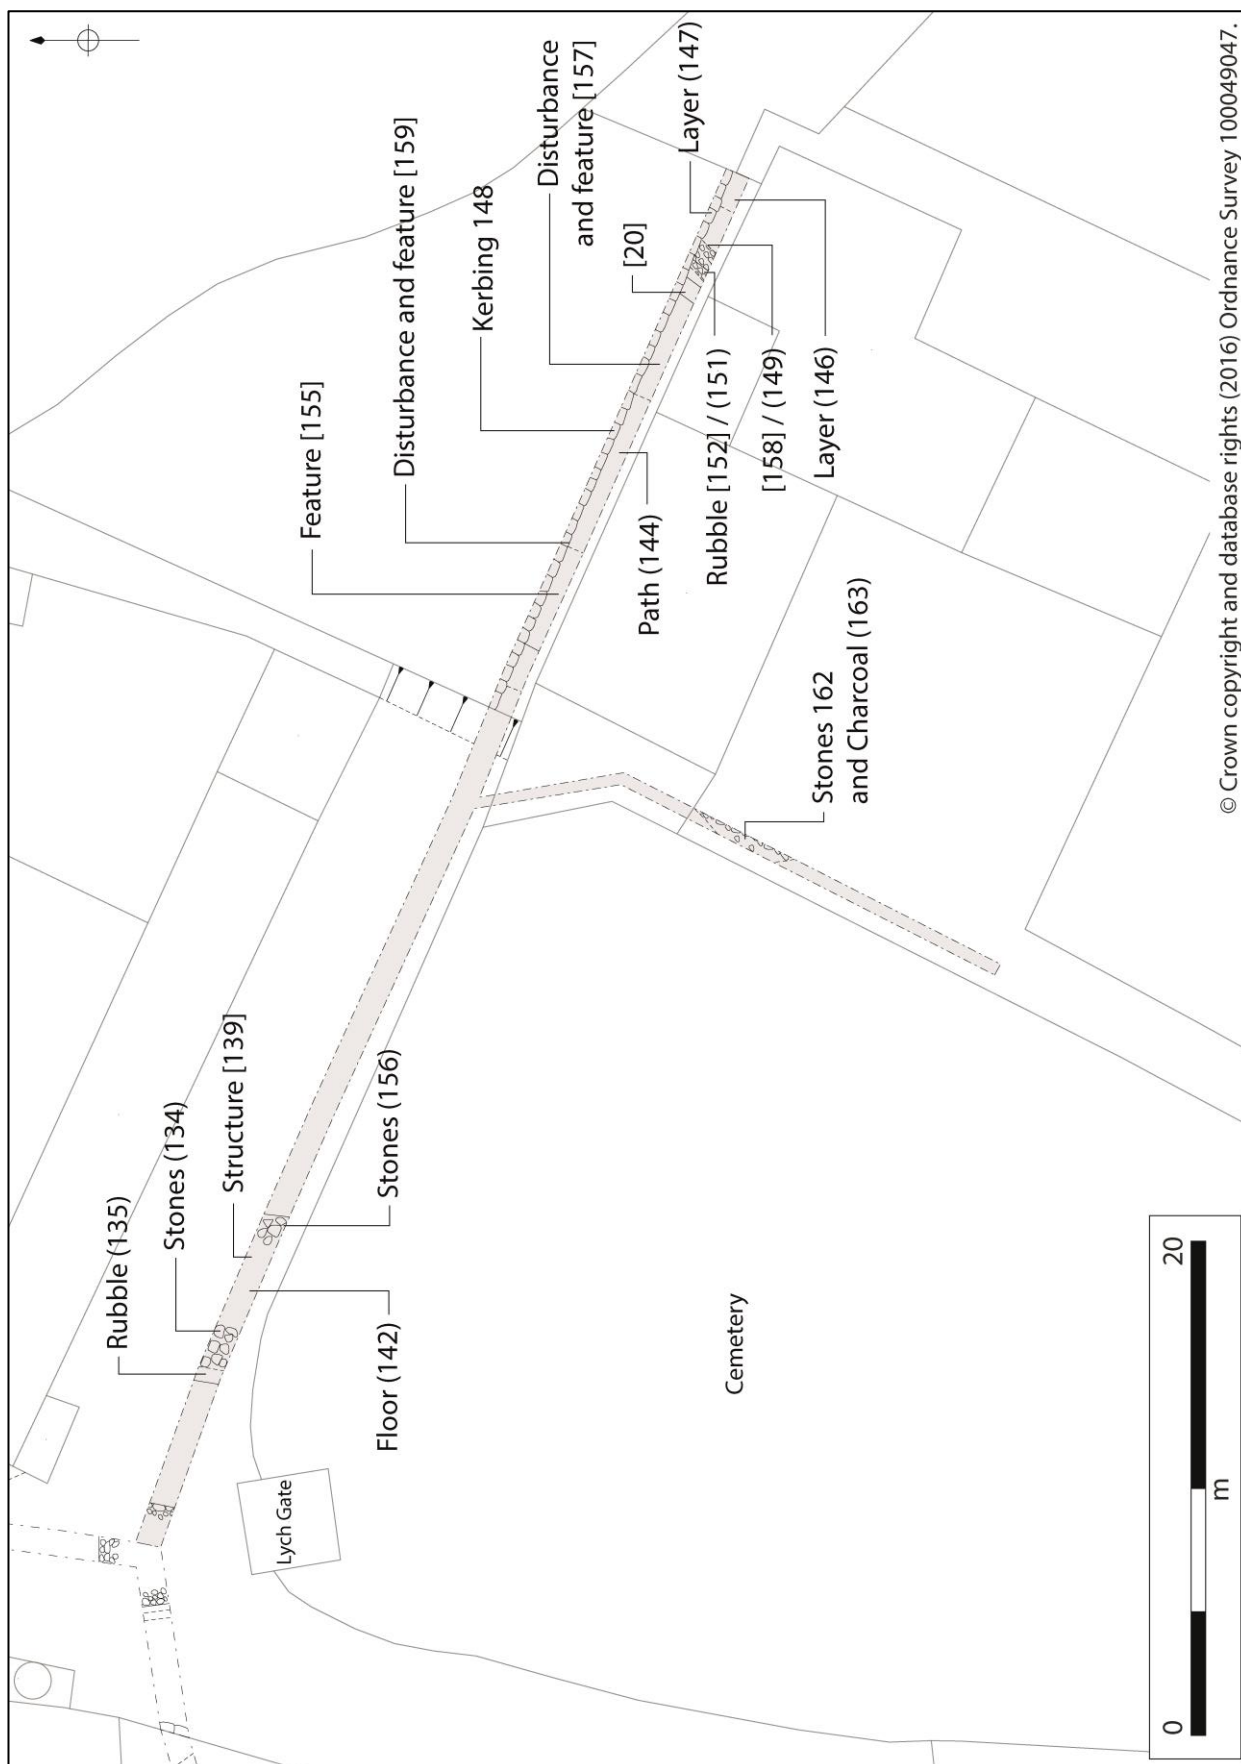 Rubble (135)
Stones (134)
Structure [139]
Floor (142)
Stones (156)
Lych Gate
Cemetery
Feature [155]
Disturbance and feature [159]
Kerbing 148
Disturbance
and feature [157]
[20]
Layer (147)
Path (144)
Rubble [152] / (151)
[158] / (149)
Layer (146)
Stones 162
and Charcoal (163)
0
20
m
© Crown copyright and database rights (2016) Ordnance Survey 100049047.